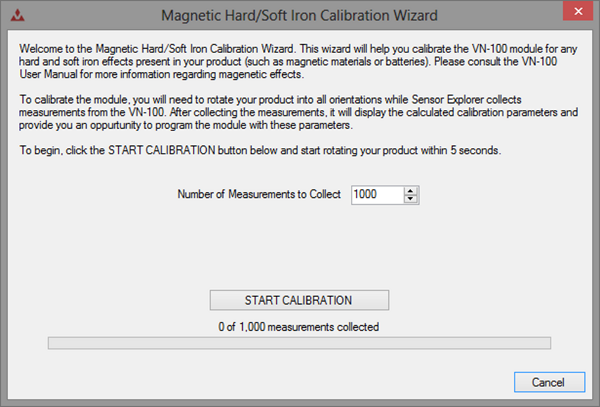 Magnetic Hard/Soft Iron Calibration Wizard
Welcome to the Magnetic Hard/Soft Iron Calibration Wizard. This wizard will help you calibrate the VN-100 module for any
hard and soft iron effects present in your product (such as magnetic materials or batteries). Please consult the VN-100
User Manual for more information regarding magenetic effects.
To calibrate the module, you will need to rotate your product into all orientations while Sensor Explorer collects
measurements from the VN-100. After collecting the measurements, it will display the calculated calibration parameters and
provide you an oppurtunity to program the module with these parameters.
To begin, click the START CALIBRATION button below and start rotating your product within 5 seconds.
Number of Measurements to Collect 1000
START CALIBRATION
0 of 1,000 measurements collected
Cancel